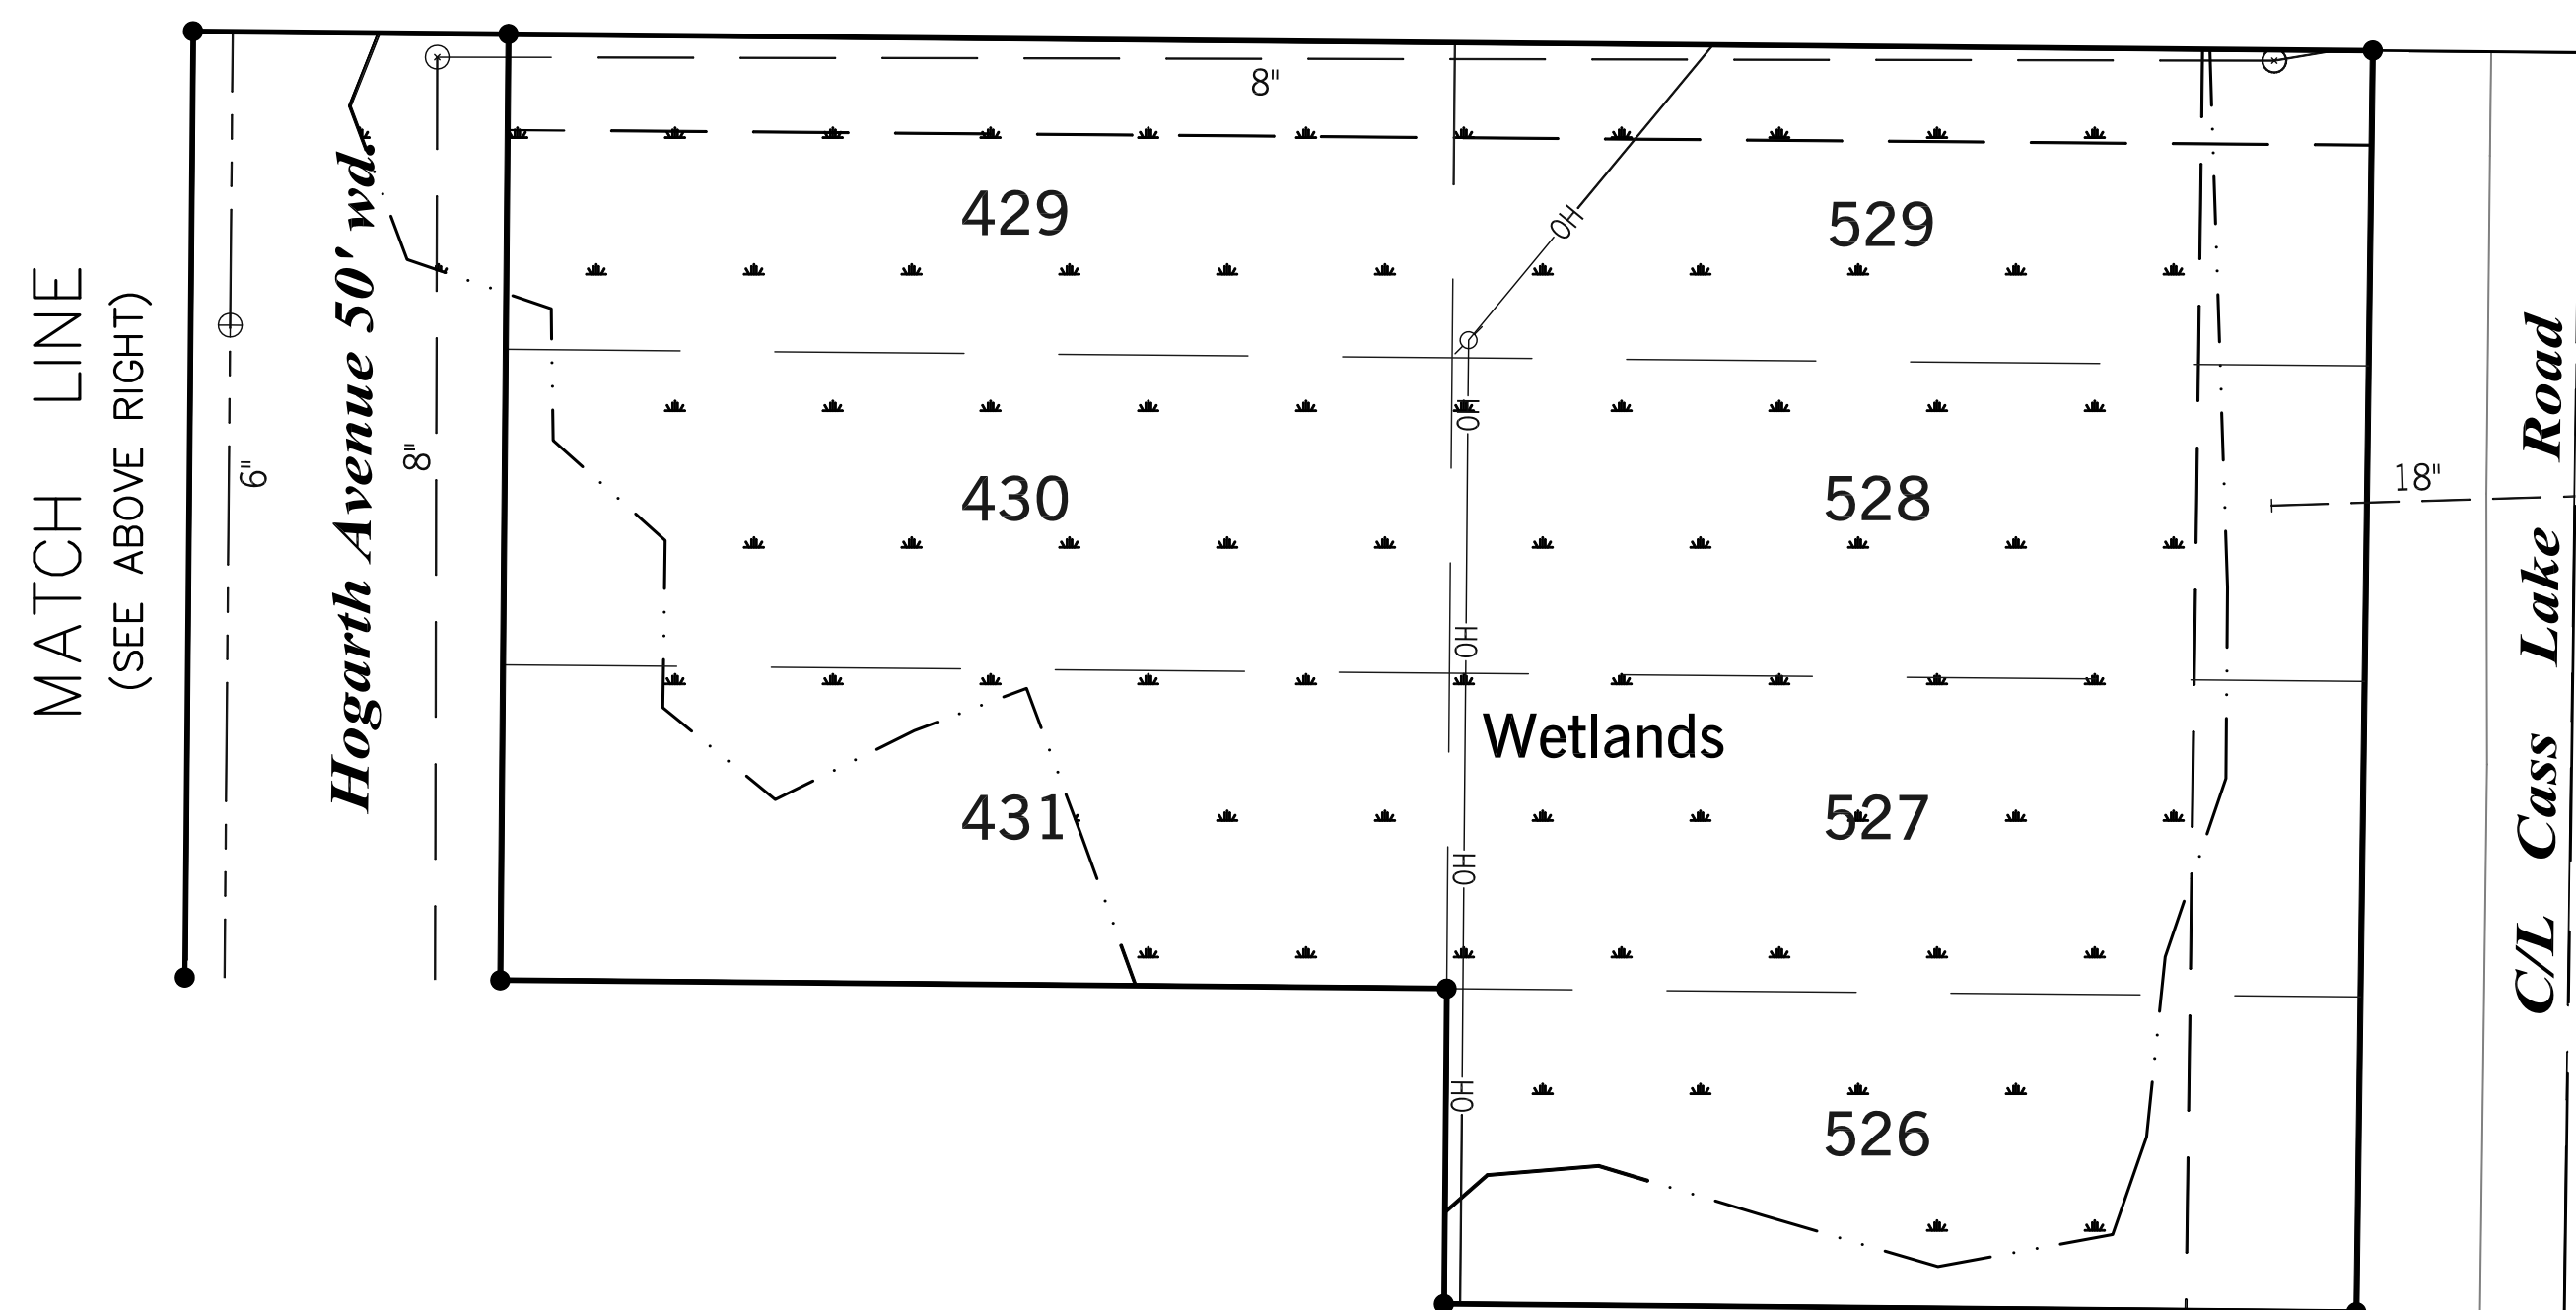 MATCH LINE
(SEE ABOVE RIGHT)
6"
Hogarth Avenue 50' wd.
8"
8"
429
529
OH
OH
430
528
18"
OH
Wetlands
431
527
OH
OH
526
C/L Cass Lake Road